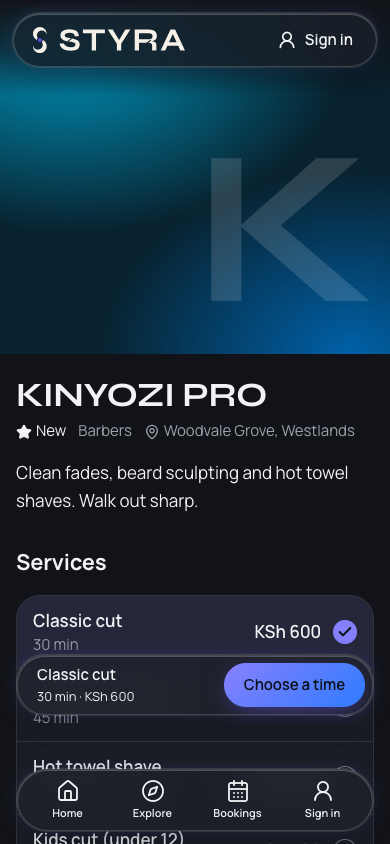 STYRA
Sign in
K
KINYOZI PRO
New Barbers Woodvale Grove, Westlands
Clean fades, beard sculpting and hot towel
shaves. Walk out sharp.
Services
Classic cut
KSh 600
30 min
Classic cut
30 min · KSh 600
Choose a time
45 min
Hot towel shave
Home Explore Bookings Sign in
Kids cut (under 12)